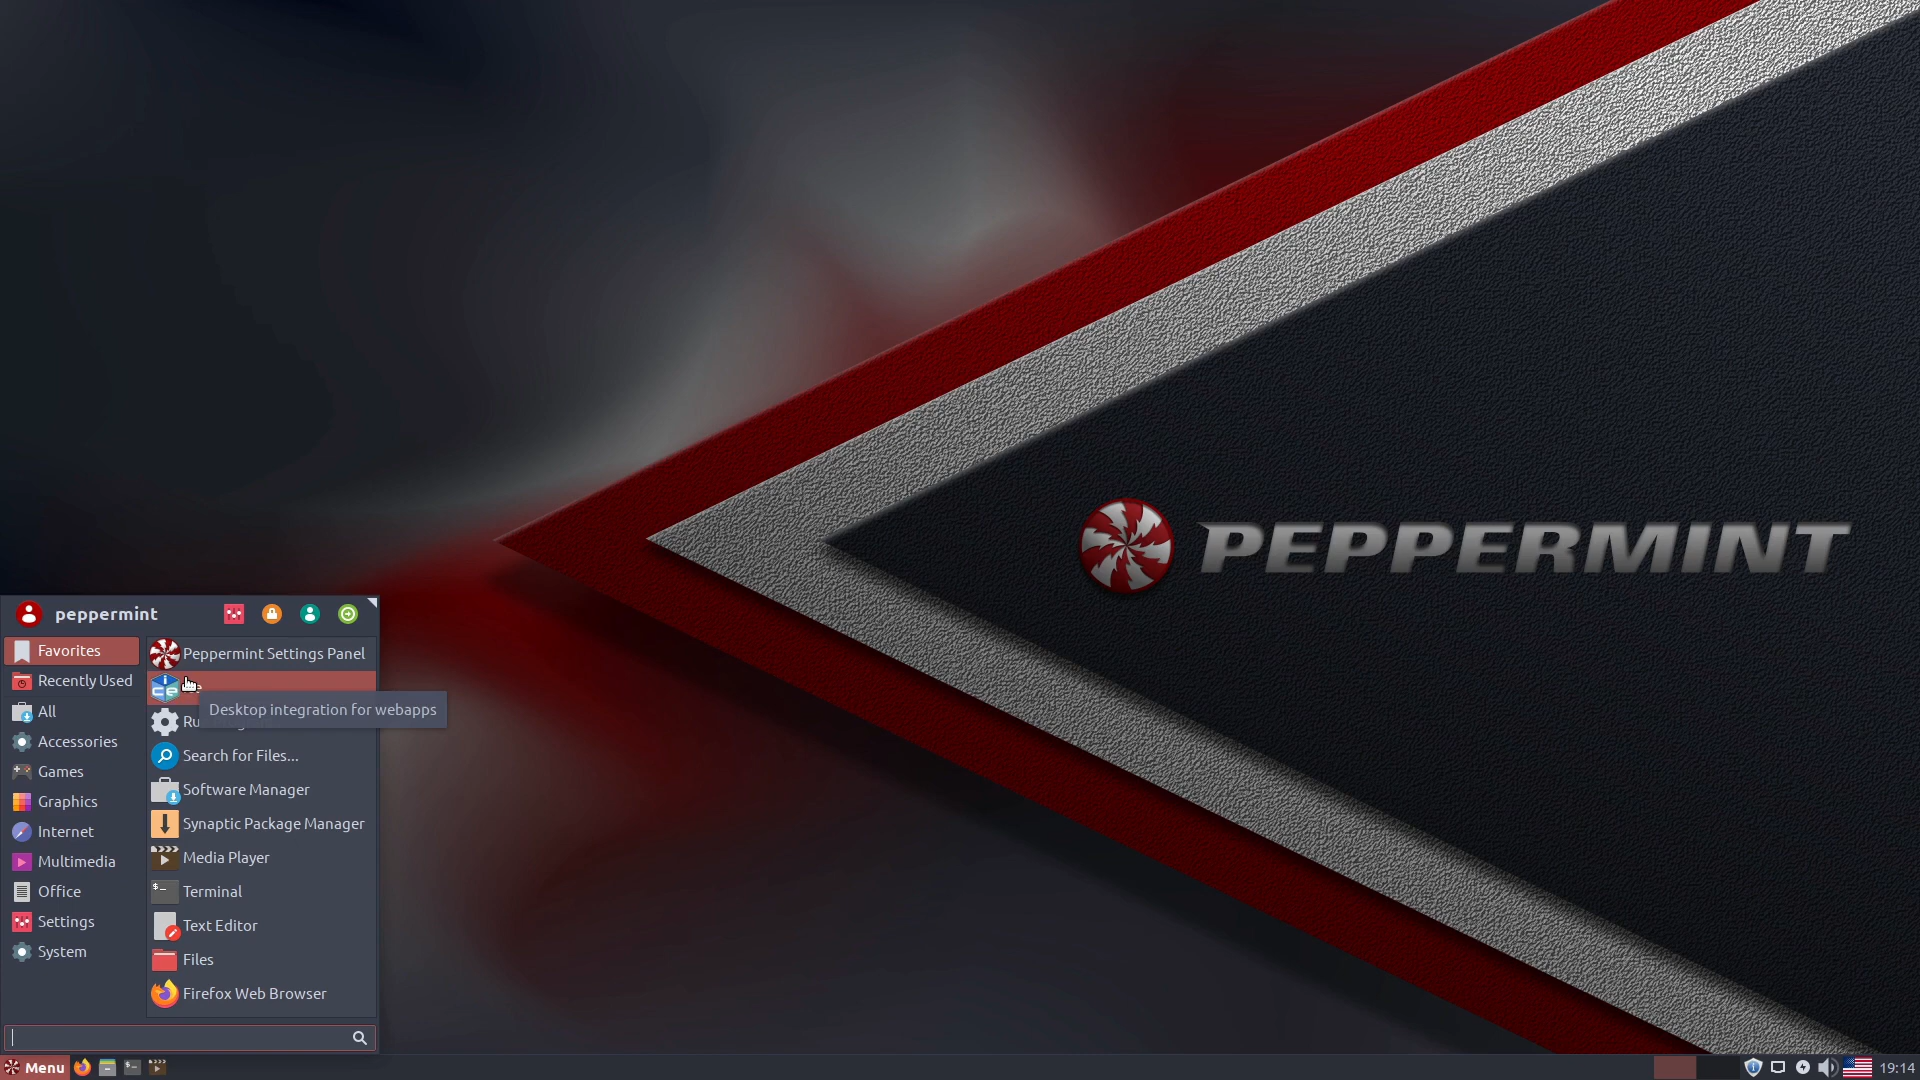 PEPPERMINT
peppermint
Favorites
Recently Used
All
Accessories
Games
Graphics
Internet
Multimedia
Office
Settings
System
Peppermint Settings Panel
Desktop integration for webapps
Search for Files...
Software Manager
Synaptic Package Manager
Media Player
Terminal
Text Editor
Files
Firefox Web Browser
Menu
19:14